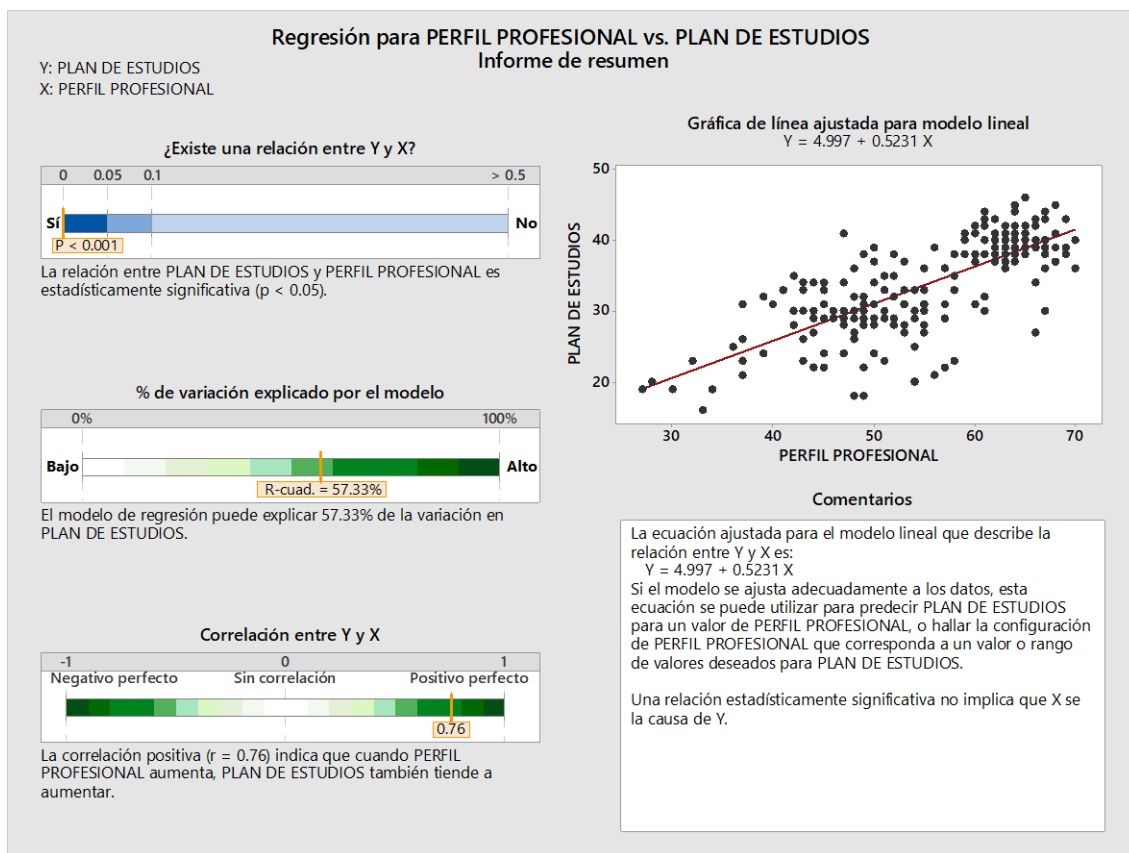 Regresión para PERFIL PROFESIONAL vs. PLAN DE ESTUDIOS
Informe de resumen
Y: PLAN DE ESTUDIOS
X: PERFIL PROFESIONAL
¿Existe una relación entre Y y X?
0 0.05 0.1 > 0.5
Sí No
P < 0.001
La relación entre PLAN DE ESTUDIOS y PERFIL PROFESIONAL es
estadísticamente significativa (p < 0.05).
% de variación explicado por el modelo
0% 100%
Bajo Alto
R-cuad. = 57.33%
El modelo de regresión puede explicar 57.33% de la variación en
PLAN DE ESTUDIOS.
Correlación entre Y y X
-1 0 1
Negativo perfecto Sin correlación Positivo perfecto
0.76
La correlación positiva (r = 0.76) indica que cuando PERFIL
PROFESIONAL aumenta, PLAN DE ESTUDIOS también tiende a
aumentar.
Gráfica de línea ajustada para modelo lineal
Y = 4.997 + 0.5231 X
50
40
30
20
PLAN DE ESTUDIOS
30 40 50 60 70
PERFIL PROFESIONAL
Comentarios
La ecuación ajustada para el modelo lineal que describe la
relación entre Y y X es:
Y = 4.997 + 0.5231 X
Si el modelo se ajusta adecuadamente a los datos, esta
ecuación se puede utilizar para predecir PLAN DE ESTUDIOS
para un valor de PERFIL PROFESIONAL, o hallar la configuración
de PERFIL PROFESIONAL que corresponda a un valor o rango
de valores deseados para PLAN DE ESTUDIOS.
Una relación estadísticamente significativa no implica que X se
la causa de Y.